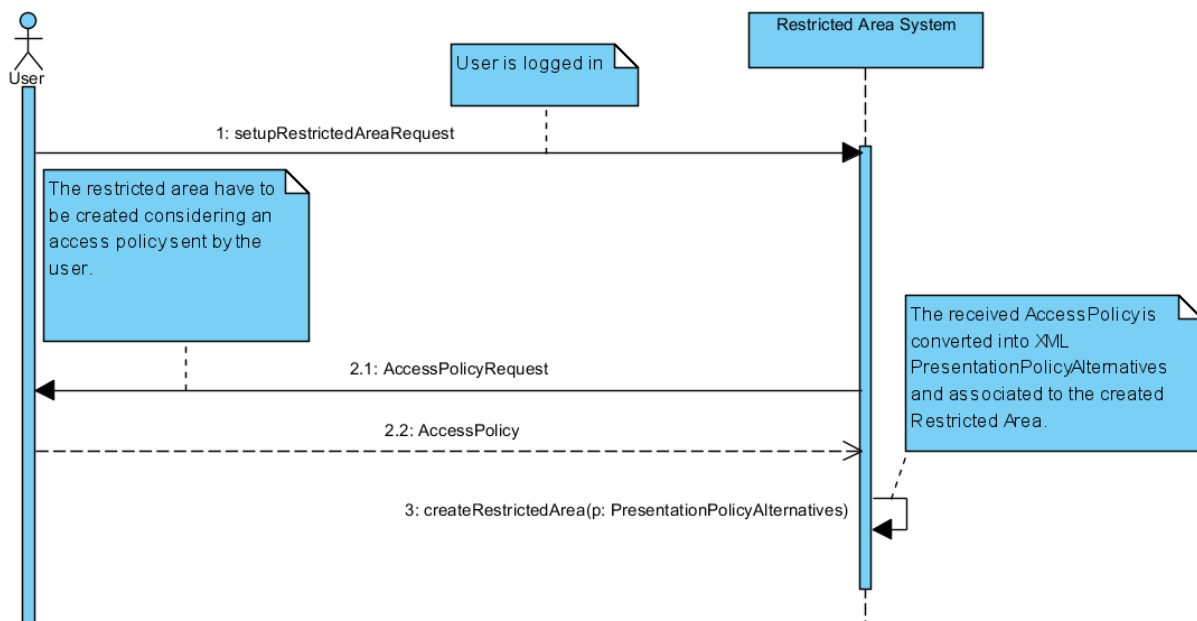 Restricted Area System
User
User is logged in
1: setupRestrictedAreaRequest
The restricted area have to
be created considering an
access policy sent by the
user.
The received AccessPolicy is
converted into XML
PresentationPolicyAlternatives
and associated to the created
Restricted Area.
2.1: AccessPolicyRequest
2.2: AccessPolicy
3: createRestrictedArea(p: PresentationPolicyAlternatives)